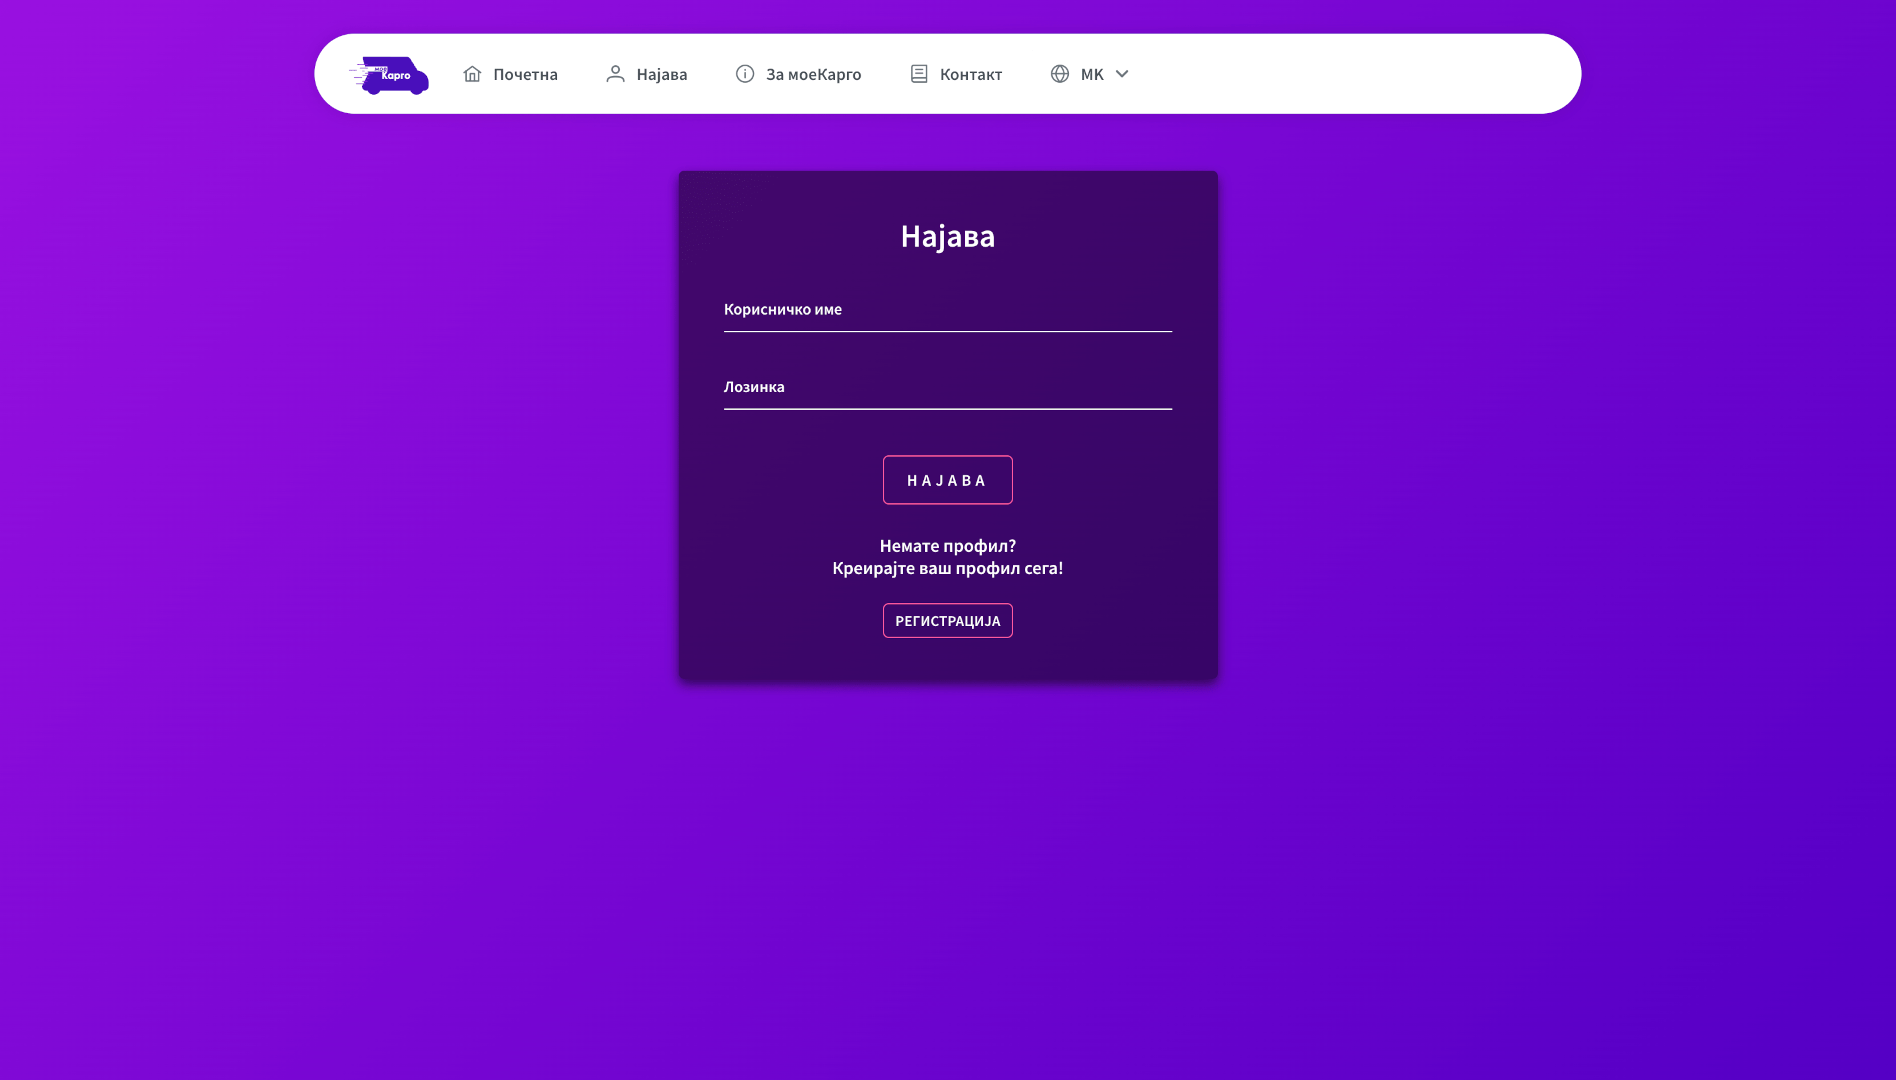 мое
Карго
Почетна
Најава
За моеКарго
Контакт
МК
Најава
Корисничко име
Лозинка
НАЈАВА
Немате профил?
Креирајте ваш профил сега!
РЕГИСТРАЦИЈА